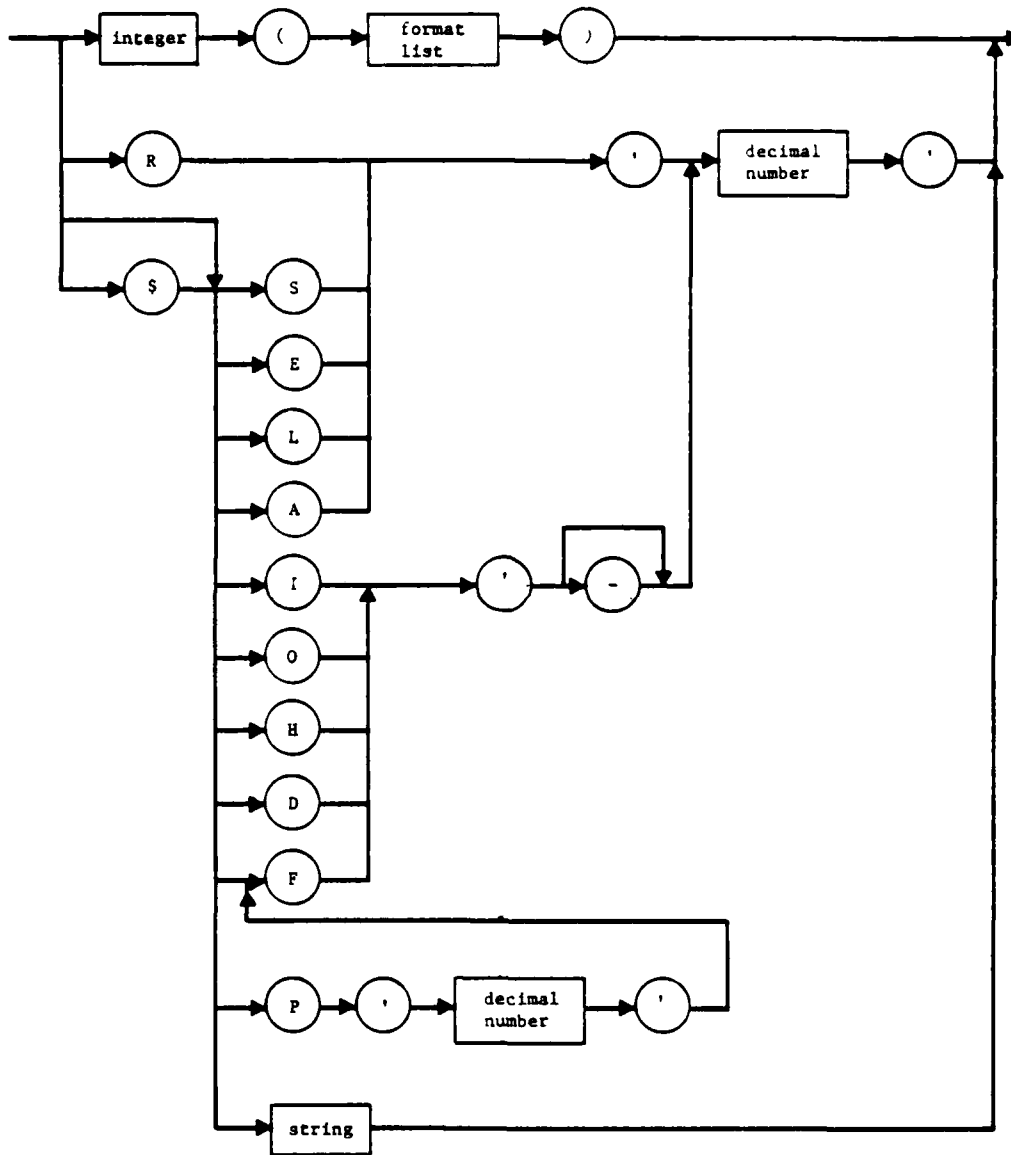 integer ( format list )
R ' decimal number '
$ S
E
L
A
I ' -
O
H
D
F
P ' decimal number '
string